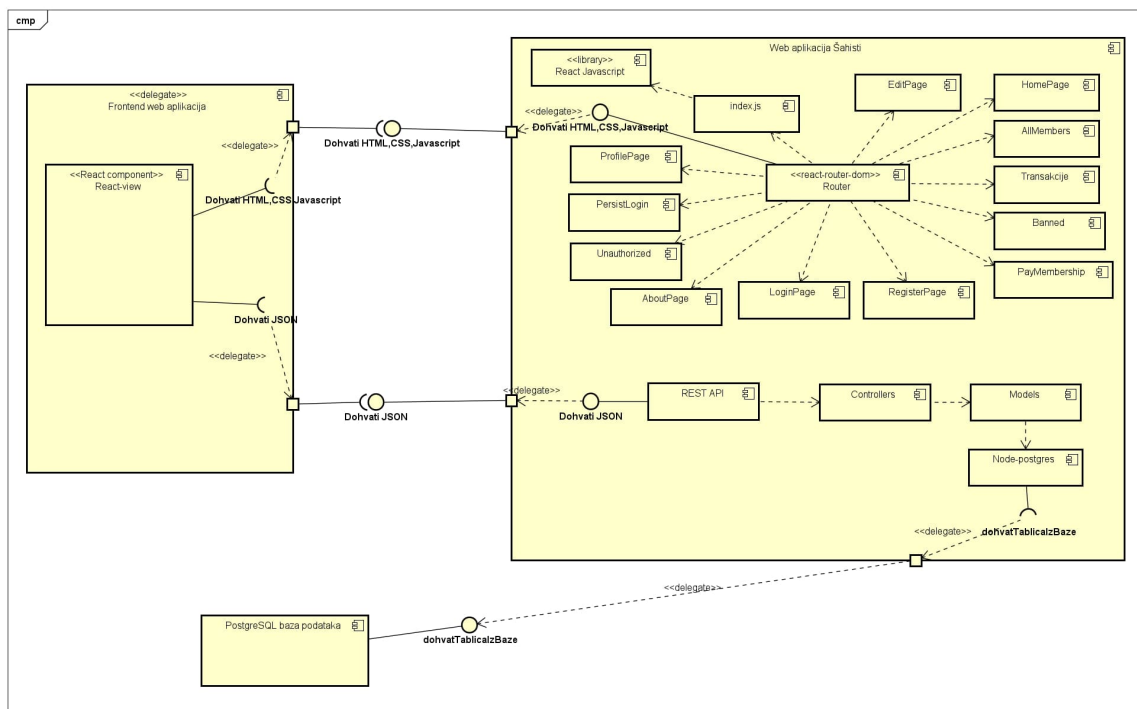 cmp
Web aplikacija Šahisti
<<library>>
React Javascript
index.js
EditPage
HomePage
<<delegate>>
Frontend web aplikacija
<<delegate>>
Dohvati HTML,CSS,Javascript
Dohvati HTML,CSS,Javascript
AllMembers
<<delegate>>
ProfilePage
<<react-router-dom>>
Router
Transakcije
<<React component>>
React-view
Dohvati HTML,CSS Javascript
PersistLogin
Banned
Unauthorized
PayMembership
AboutPage
LoginPage
RegisterPage
Dohvati JSON
<<delegate>>
<<delegate>>
REST API
Controllers
Models
Dohvati JSON
Dohvati JSON
Node-postgres
<<delegate>>
dohvatTablicaIzBaze
<<delegate>>
PostgreSQL baza podataka
dohvatTablicaIzBaze